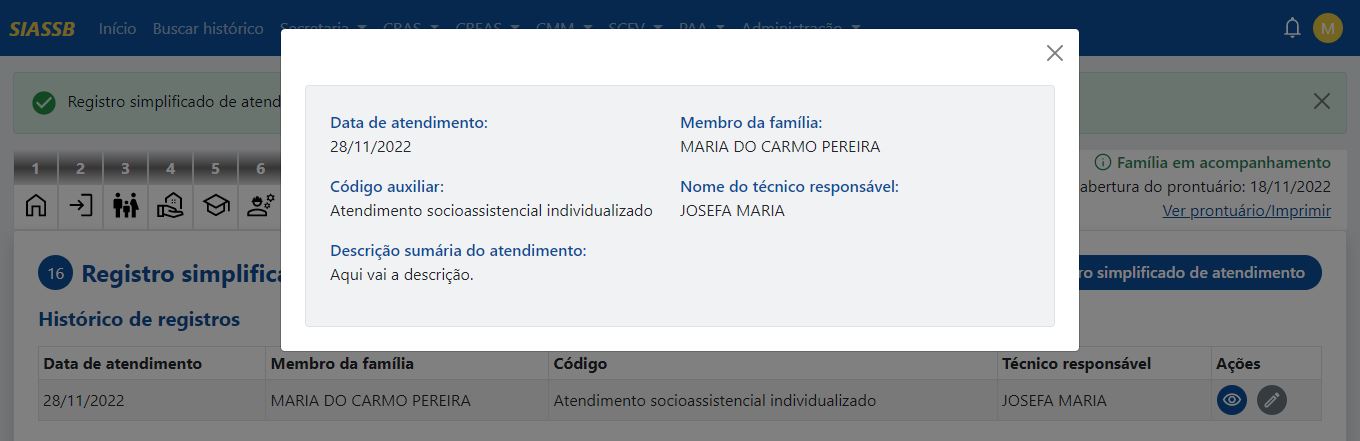 SIASSB Início Buscar histórico Secretaria CRAS CREAS CMM SCFV PAA Administração M
Registro simplificado de atend
Data de atendimento: Membro da família:
28/11/2022 MARIA DO CARMO PEREIRA
Código auxiliar: Nome do técnico responsável:
Atendimento socioassistencial individualizado JOSEFA MARIA
Descrição sumária do atendimento:
Aqui vai a descrição.
1 2 3 4 5 6
Família em acompanhamento
abertura do prontuário: 18/11/2022
Ver prontuário/Imprimir
16 Registro simplifica
ro simplificado de atendimento
Histórico de registros
Data de atendimento Membro da família Código Técnico responsável Ações
28/11/2022 MARIA DO CARMO PEREIRA Atendimento socioassistencial individualizado JOSEFA MARIA